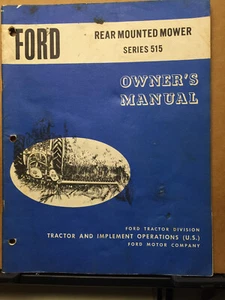 FORD
REAR MOUNTED MOWER
SERIES 515
OWNER'S
MANUAL
FORD TRACTOR DIVISION
TRACTOR AND IMPLEMENT OPERATIONS (U.S.)
FORD MOTOR COMPANY